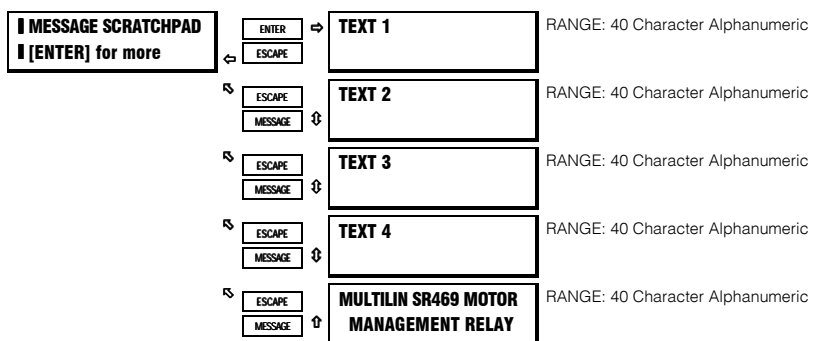 MESSAGE SCRATCHPAD
[ENTER] for more
ENTER
ESCAPE
TEXT 1
RANGE: 40 Character Alphanumeric
ESCAPE
MESSAGE
TEXT 2
RANGE: 40 Character Alphanumeric
ESCAPE
MESSAGE
TEXT 3
RANGE: 40 Character Alphanumeric
ESCAPE
MESSAGE
TEXT 4
RANGE: 40 Character Alphanumeric
ESCAPE
MESSAGE
MULTILIN SR469 MOTOR
MANAGEMENT RELAY
RANGE: 40 Character Alphanumeric